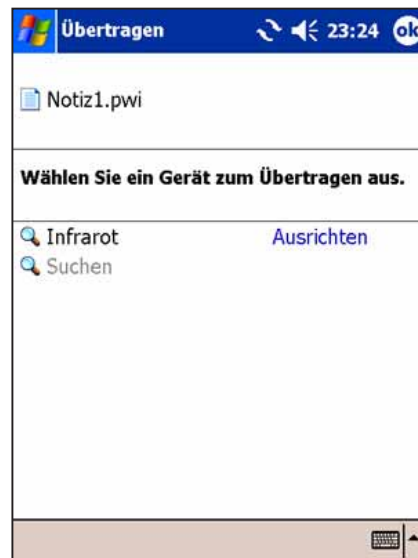 Übertragen 23:24 ok
Notiz1.pwi
Wählen Sie ein Gerät zum Übertragen aus.
Infrarot Ausrichten
Suchen